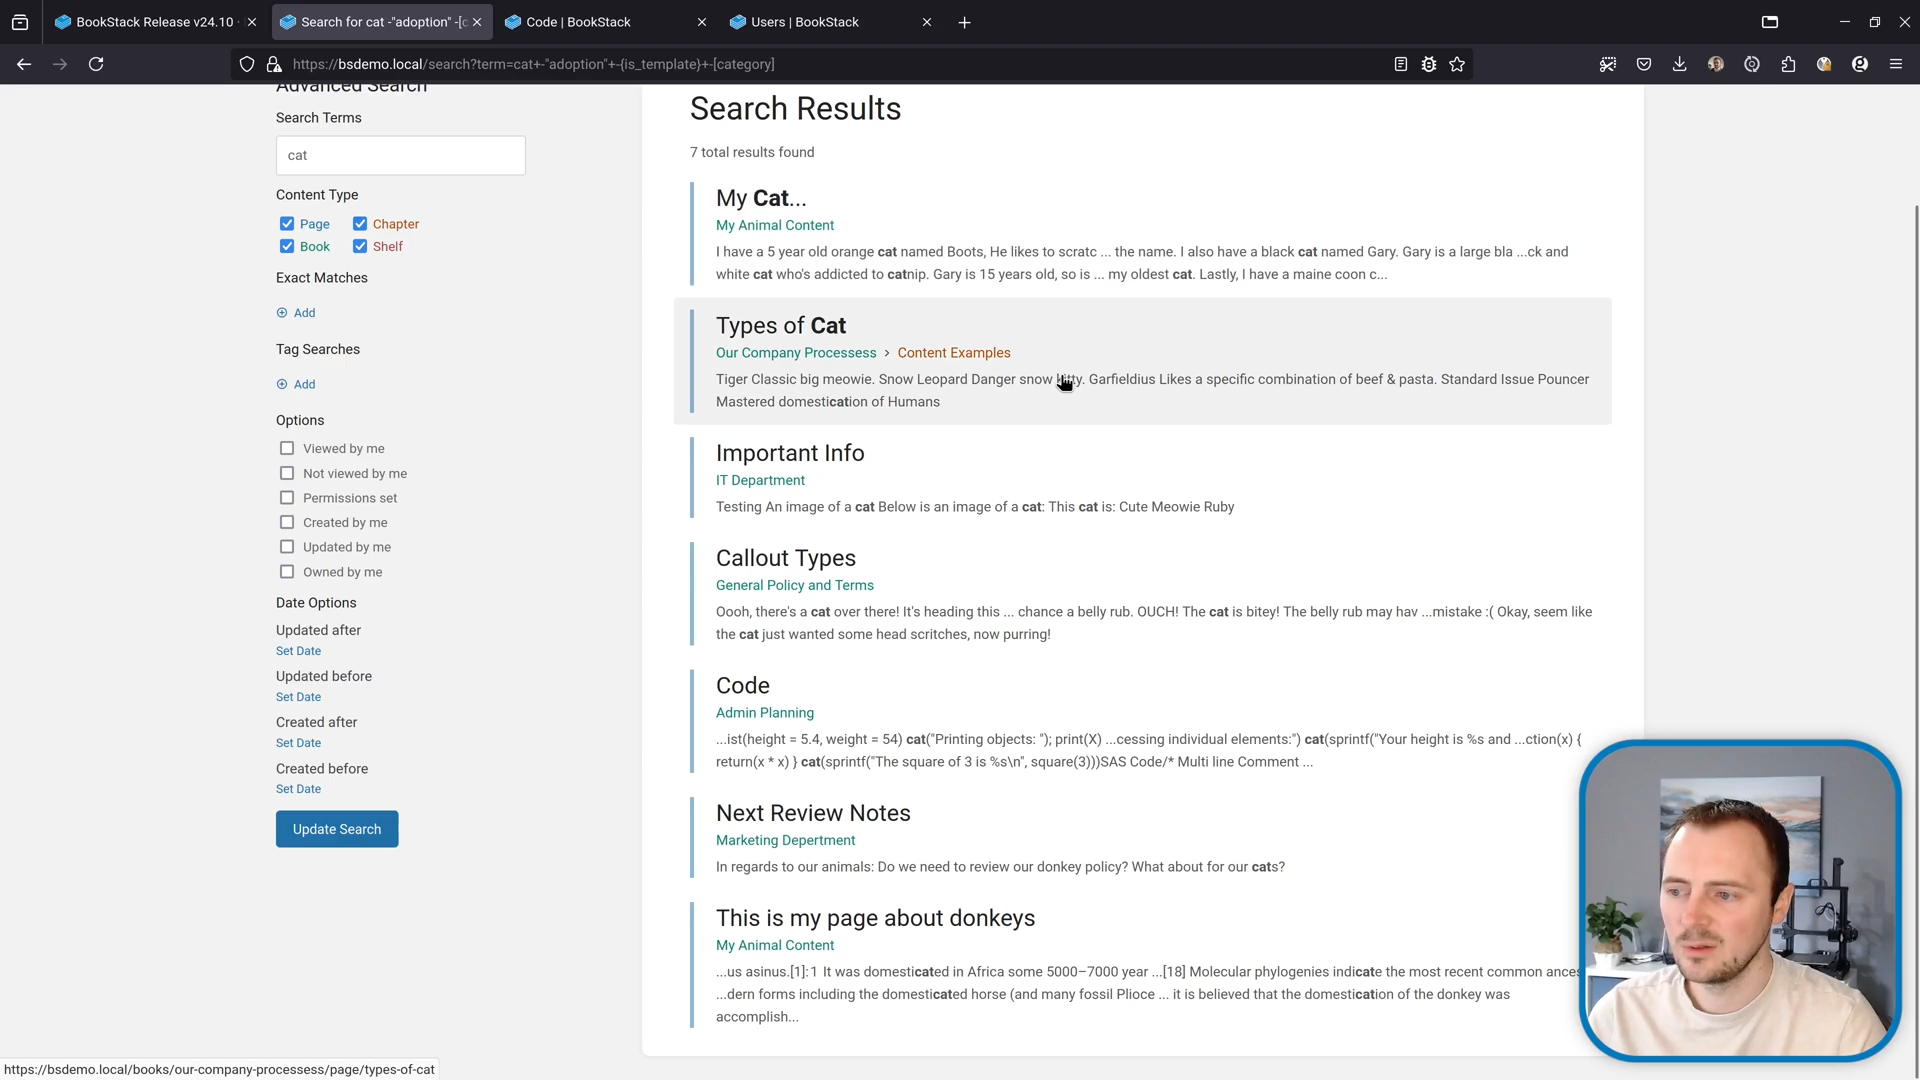 BookStack Release v24.10
Search for cat -"adoption" -[c
Code | BookStack
Users | BookStack
https://bsdemo.local/search?term=cat+-"adoption"+-{is_template}+-[category]
Advanced Search
Search Terms
cat
Content Type
Page
Chapter
Book
Shelf
Exact Matches
Add
Tag Searches
Add
Options
Viewed by me
Not viewed by me
Permissions set
Created by me
Updated by me
Owned by me
Date Options
Updated after
Set Date
Updated before
Set Date
Created after
Set Date
Created before
Set Date
Update Search
Search Results
7 total results found
My Cat...
My Animal Content
I have a 5 year old orange cat named Boots, He likes to scratc ... the name. I also have a black cat named Gary. Gary is a large bla ...ck and
white cat who's addicted to catnip. Gary is 15 years old, so is ... my oldest cat. Lastly, I have a maine coon c...
Types of Cat
Our Company Processess > Content Examples
Tiger Classic big meowie. Snow Leopard Danger snow kitty. Garfieldius Likes a specific combination of beef & pasta. Standard Issue Pouncer
Mastered domestication of Humans
Important Info
IT Department
Testing An image of a cat Below is an image of a cat: This cat is: Cute Meowie Ruby
Callout Types
General Policy and Terms
Oooh, there's a cat over there! It's heading this ... chance a belly rub. OUCH! The cat is bitey! The belly rub may hav ...mistake :( Okay, seem like
the cat just wanted some head scritches, now purring!
Code
Admin Planning
...ist(height = 5.4, weight = 54) cat("Printing objects: "); print(X) ...cessing individual elements:") cat(sprintf("Your height is %s and ...ction(x) {
return(x * x) } cat(sprintf("The square of 3 is %s\n", square(3)))SAS Code/* Multi line Comment ...
Next Review Notes
Marketing Depertment
In regards to our animals: Do we need to review our donkey policy? What about for our cats?
This is my page about donkeys
My Animal Content
...us asinus.[1]:1 It was domesticated in Africa some 5000–7000 year ...[18] Molecular phylogenies indicate the most recent common ances
...dern forms including the domesticated horse (and many fossil Plioce ... it is believed that the domestication of the donkey was
accomplish...
https://bsdemo.local/books/our-company-processess/page/types-of-cat